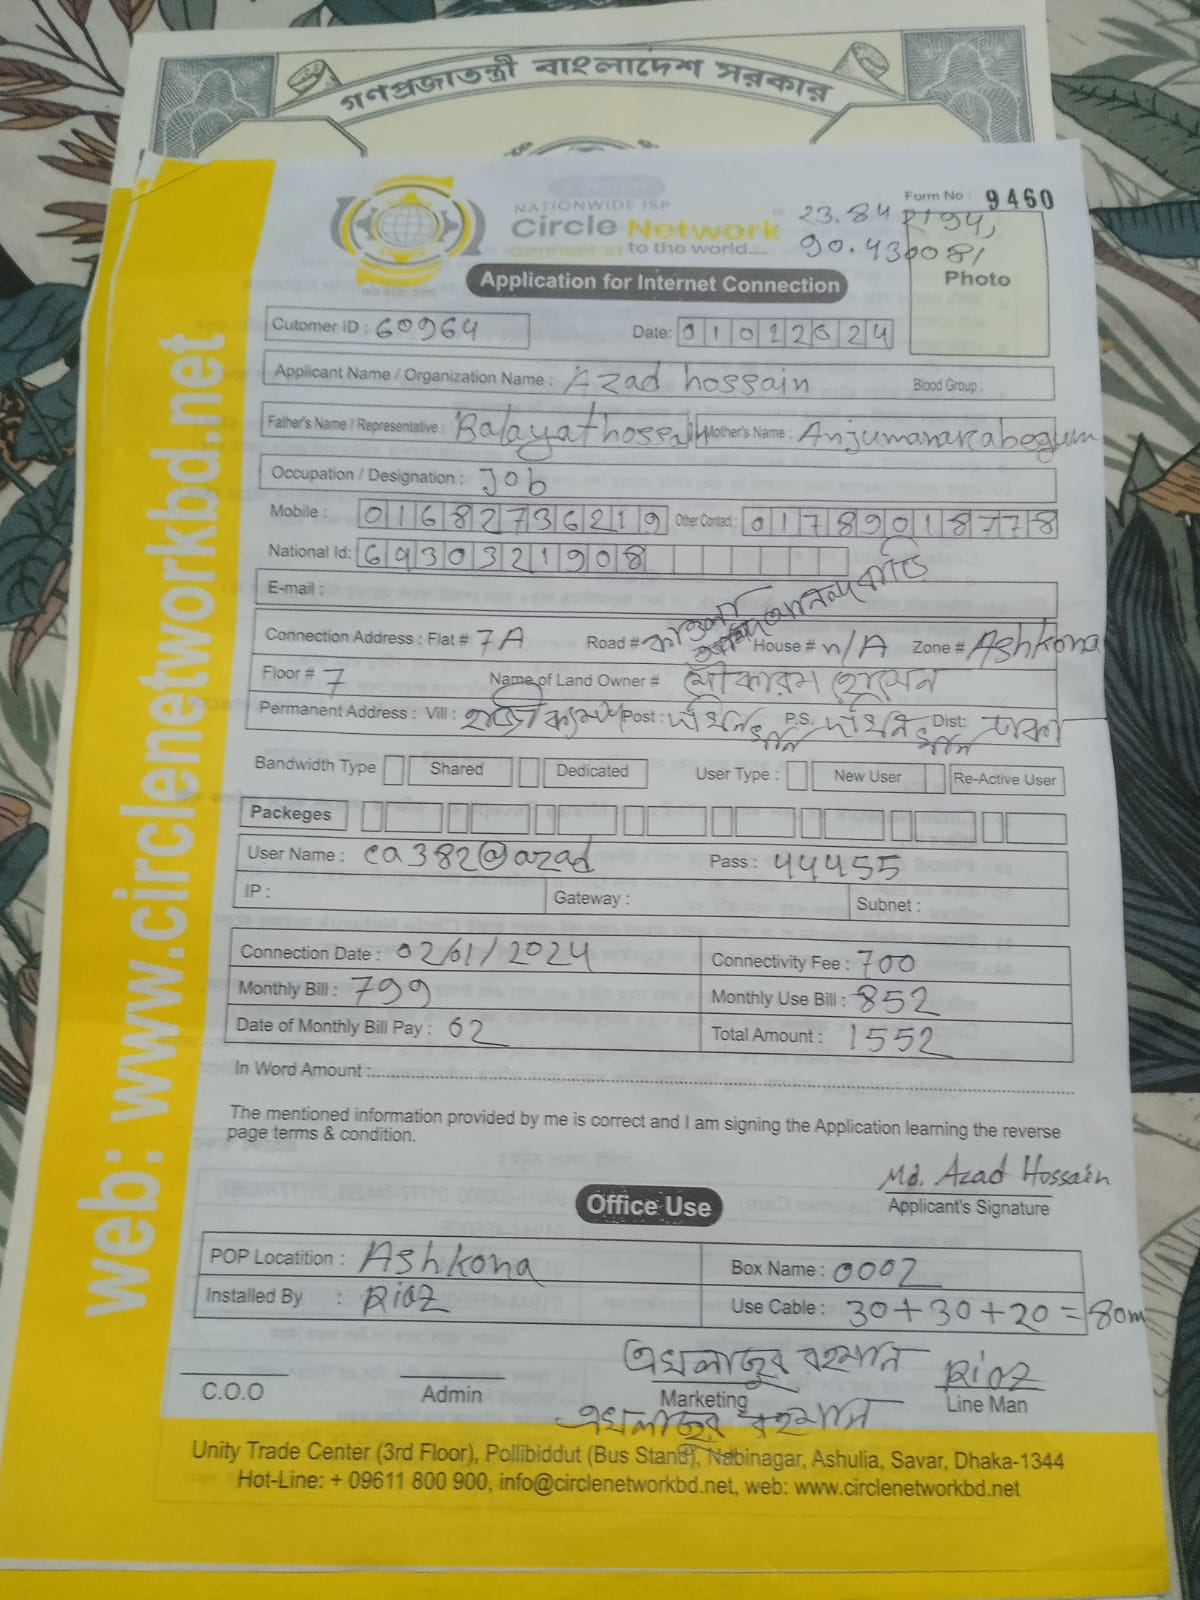 গণপ্রজাতন্ত্রী বাংলাদেশ সরকার
web: www.circlenetworkbd.net
Form No : 9460
NATIONWIDE ISP
Circle Network
to the world....
23.84
90.430081
Photo
Application for Internet Connection
Cutomer ID : 60964
Date: 01012024
Applicant Name / Organization Name : Azad hossain
Blood Group :
Father's Name / Representative : Balayat hossain Mother's Name : Anjumanara begum
Occupation / Designation : Job
Mobile : 01682736219 Other Contact : 01789018778
National Id: 6930321908
E-mail :
Connection Address : Flat # 7A Road # House # n/A Zone # Ashkona
Floor # 7 Name of Land Owner #
Permanent Address : Vill : Post : P.S. Dist: ঢাকা
Bandwidth Type Shared Dedicated User Type : New User Re-Active User
Packeges
User Name : ca382@azad Pass : 44455
IP : Gateway : Subnet :
Connection Date : 02/01/2024 Connectivity Fee : 700
Monthly Bill : 799 Monthly Use Bill : 852
Date of Monthly Bill Pay : 02 Total Amount : 1552
In Word Amount :
The mentioned information provided by me is correct and I am signing the Application learning the reverse
page terms & condition.
Md. Azad Hossain
Applicant's Signature
Office Use
POP Locatition : Ashkona Box Name : 0002
Installed By : Riaz Use Cable : 30+30+20=80m
রহমান Riaz
C.O.O Admin Marketing Line Man
রহমান
Unity Trade Center (3rd Floor), Pollibiddut (Bus Stand), Nabinagar, Ashulia, Savar, Dhaka-1344
Hot-Line: + 09611 800 900, info@circlenetworkbd.net, web: www.circlenetworkbd.net